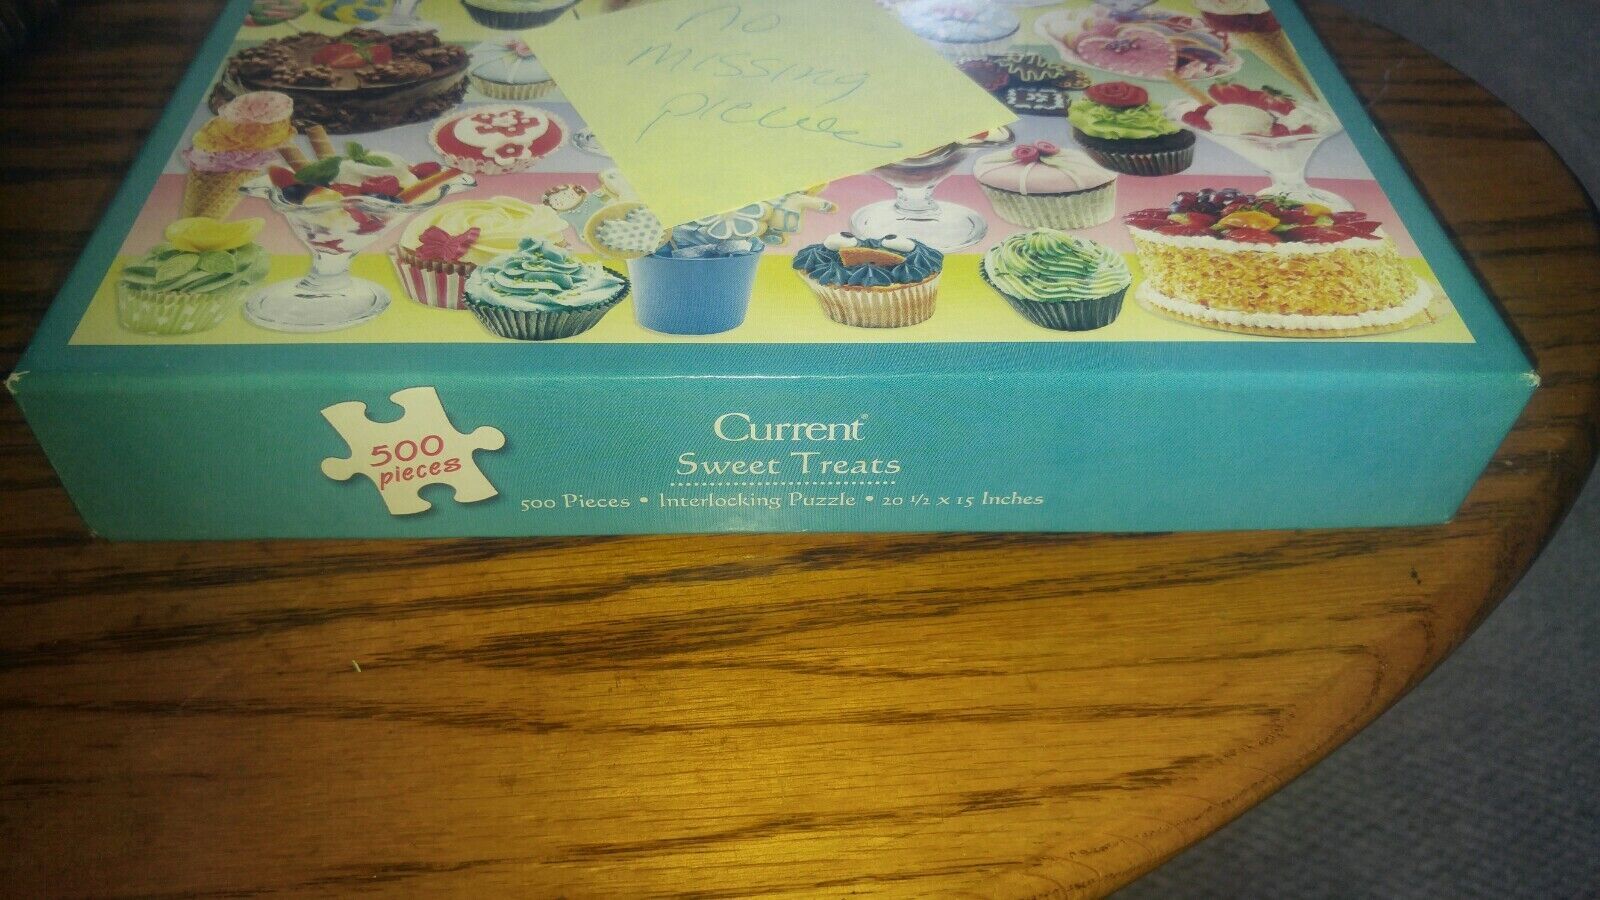 No
Missing
pieces
500
pieces
Current®
Sweet Treats
500 Pieces • Interlocking Puzzle • 20 1/2 x 15 Inches